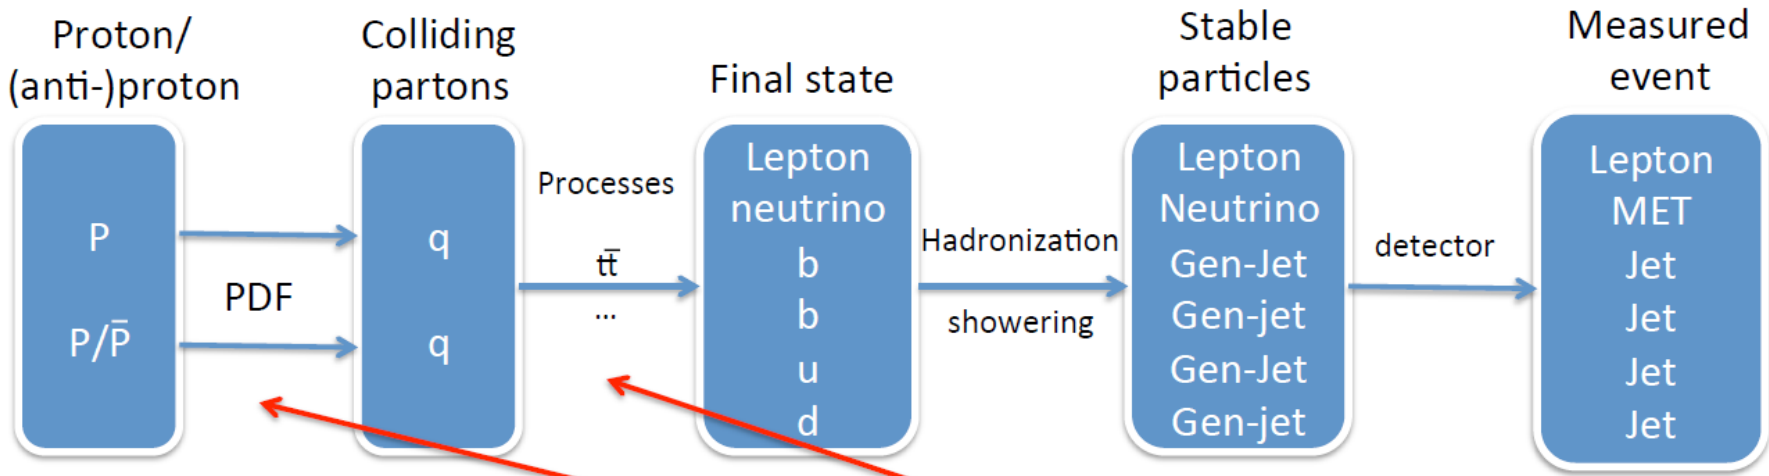 Proton/
(anti-)proton
Colliding
partons
Final state
Stable
particles
Measured
event
P
P/P̄
PDF
q
q
Processes
tt̄
...
Lepton
neutrino
b
b
u
d
Hadronization
showering
Lepton
Neutrino
Gen-Jet
Gen-jet
Gen-Jet
Gen-jet
detector
Lepton
MET
Jet
Jet
Jet
Jet